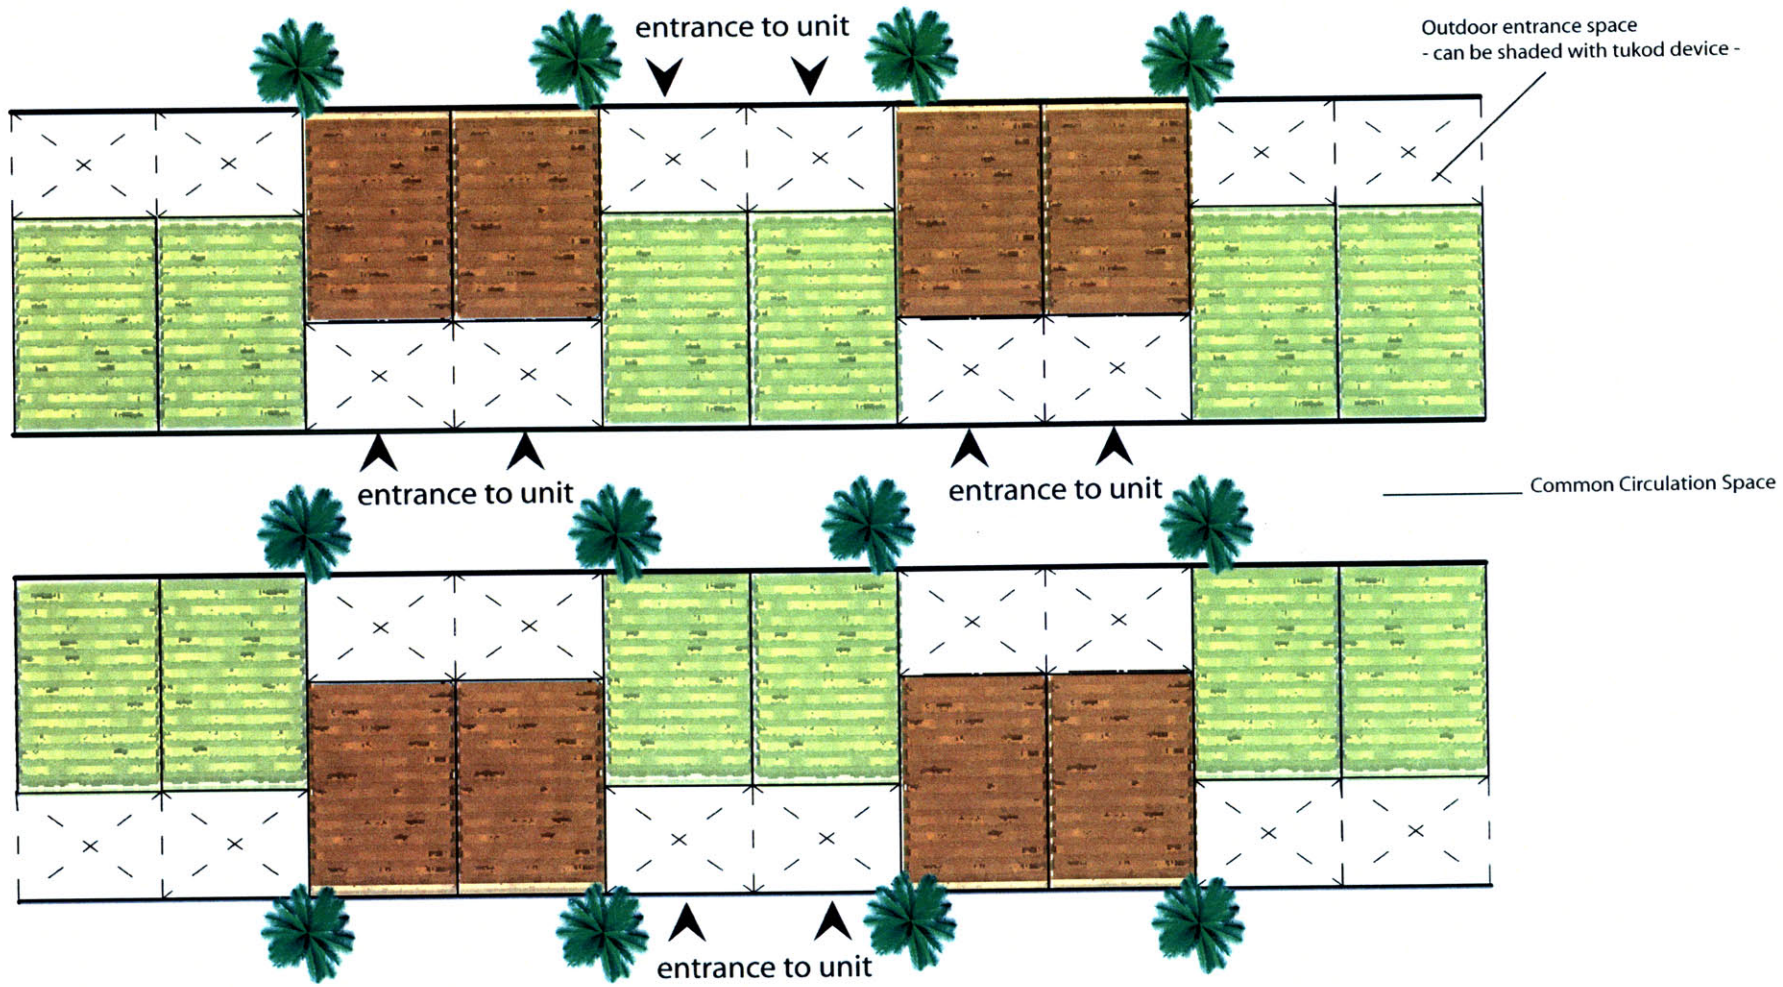 entrance to unit
Outdoor entrance space
- can be shaded with tukod device -
entrance to unit
entrance to unit
Common Circulation Space
entrance to unit